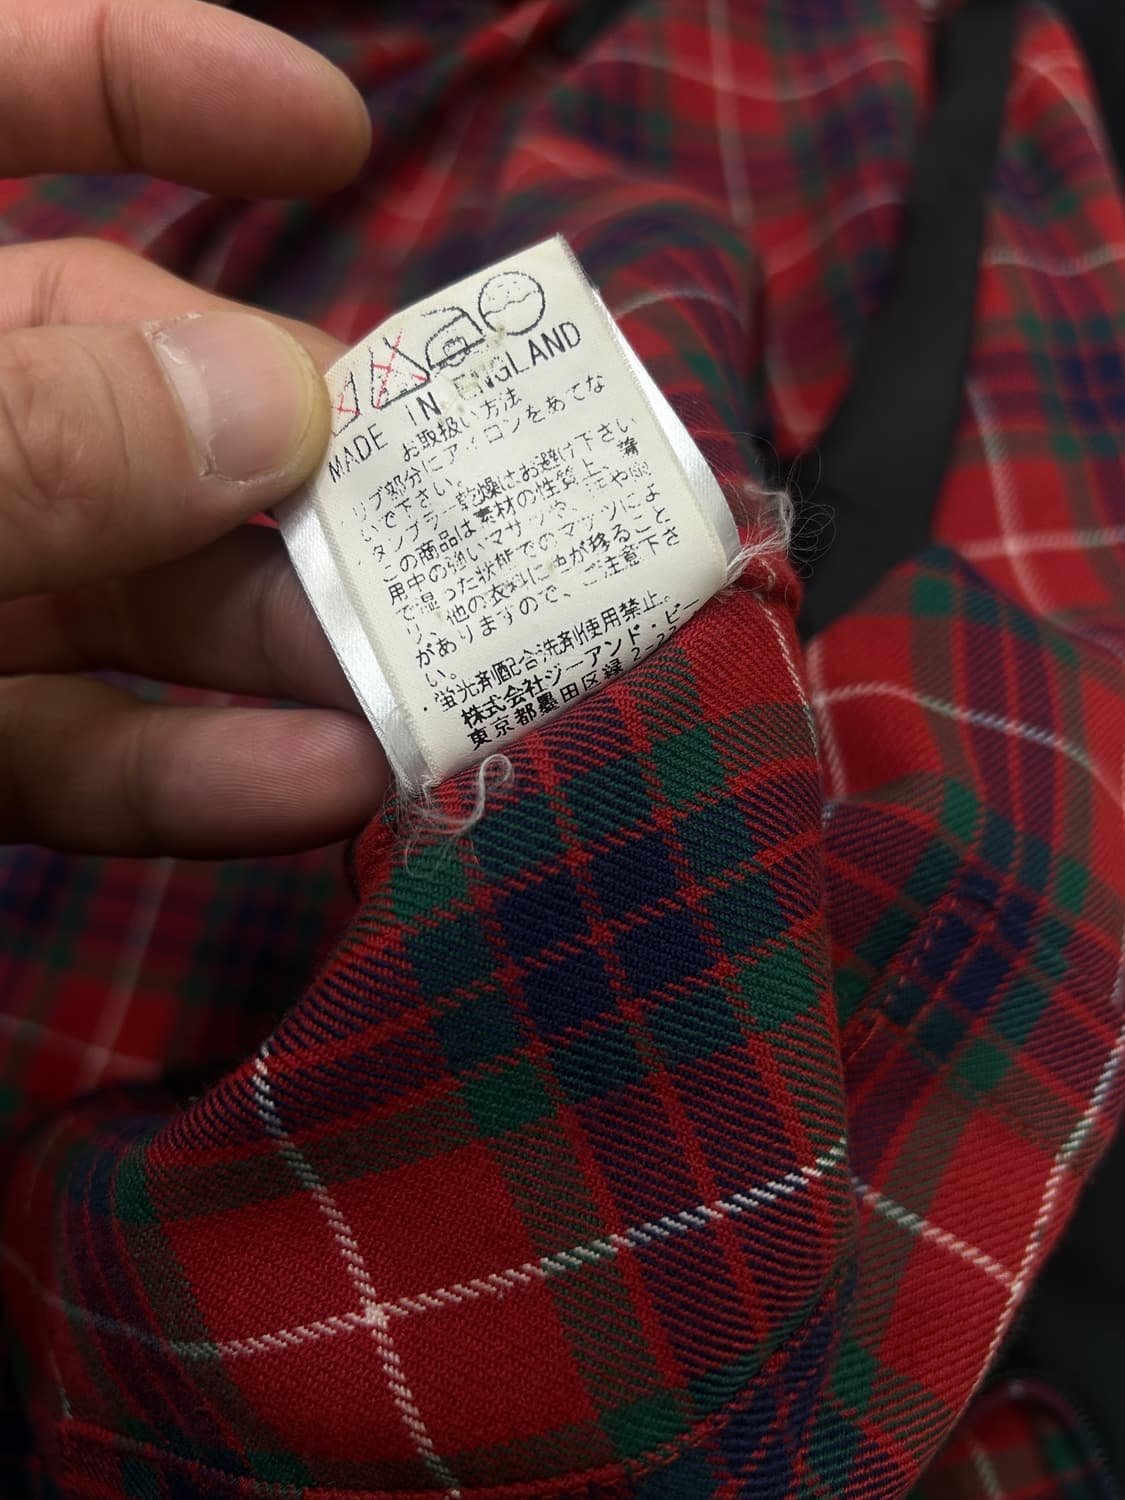 MADE IN ENGLAND
お取扱い方法
リブ部分にアイロンをあてな
いで下さい。
タンブラー乾燥はお避け下さい
この商品は素材の性質上、着
用中の強いマサツや、汗や雨
で湿った状態でのマサツによ
り、他の衣料に色が移ること
がありますので、ご注意下さ
い。
・蛍光剤配合洗剤使用禁止。
株式会社ジーアンド・ビー
東京都墨田区緑 2-22